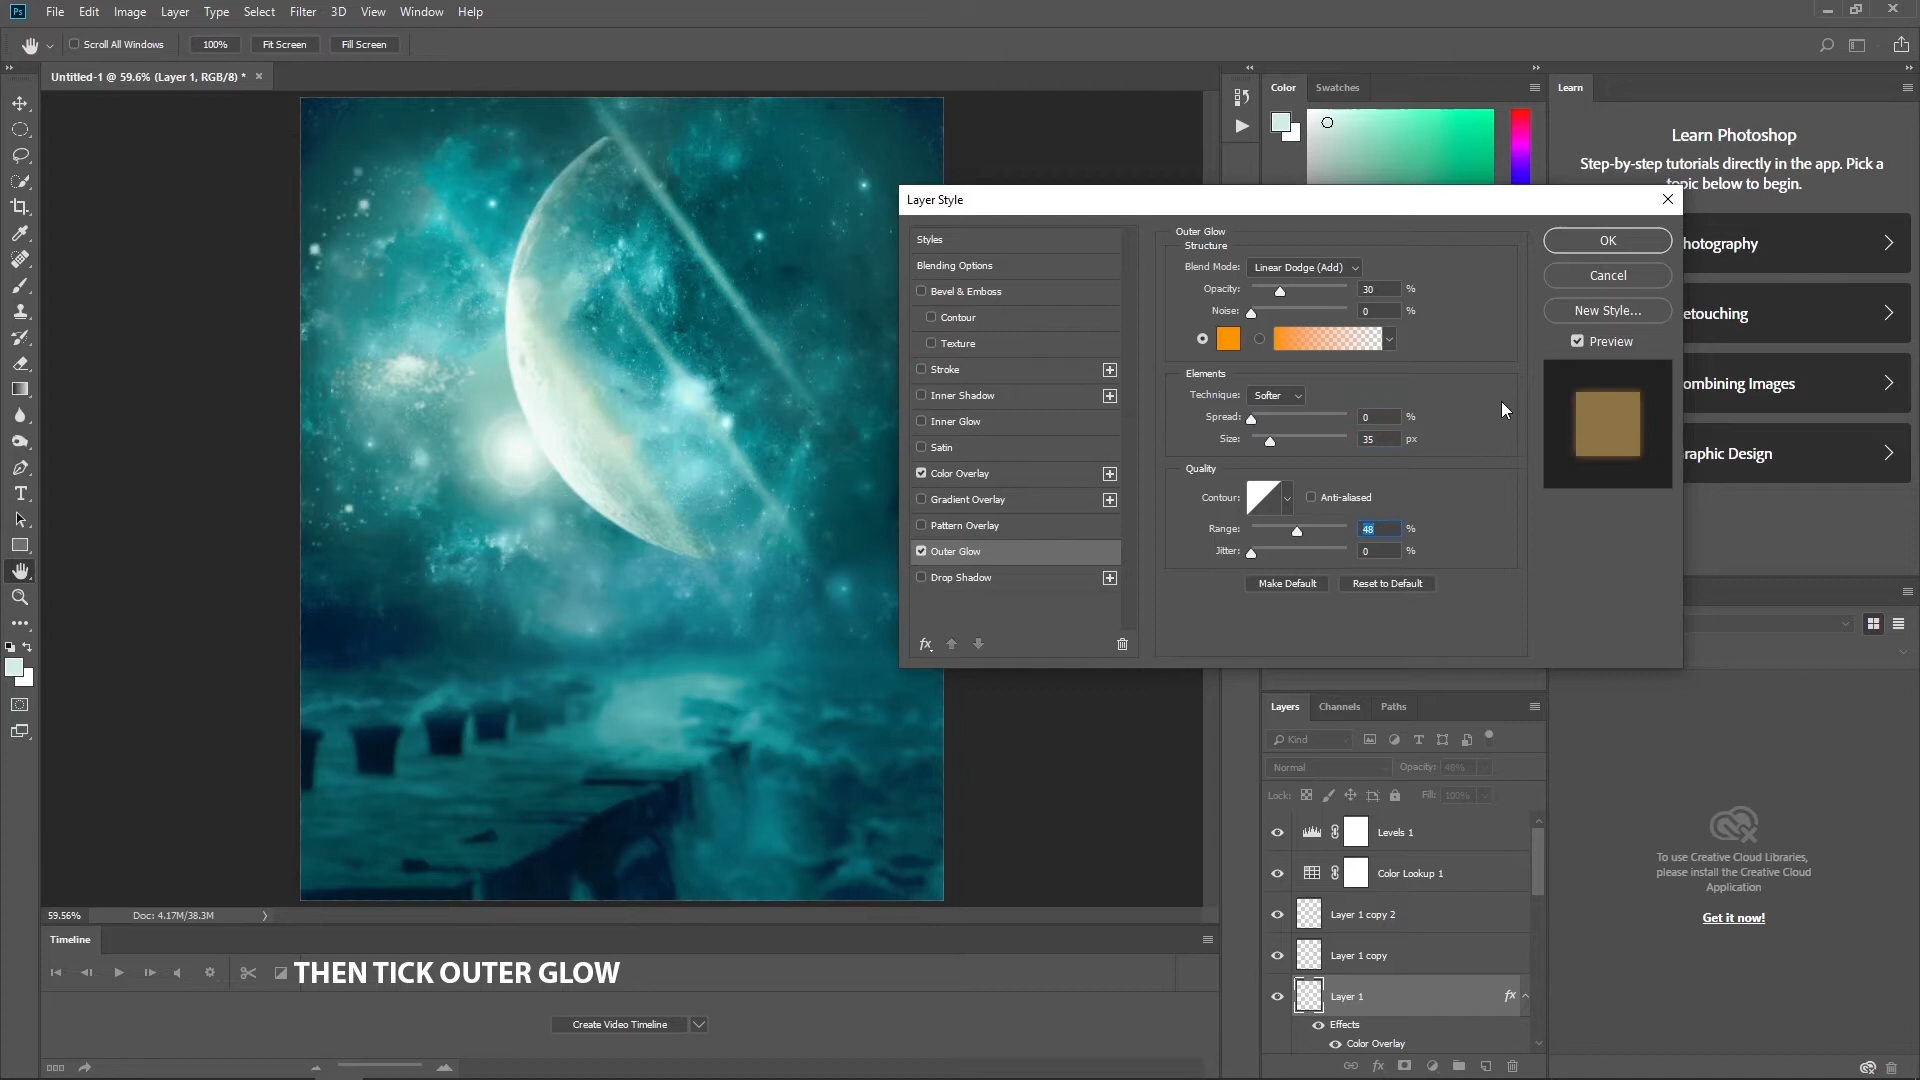 Ps File Edit Image Layer Type Select Filter 3D View Window Help
Scroll All Windows 100% Fit Screen Fill Screen
Untitled-1 @ 59.6% (Layer 1, RGB/8) *
Color Swatches
Learn
Learn Photoshop
Step-by-step tutorials directly in the app. Pick a
topic below to begin.
hotography
etouching
ombining Images
raphic Design
Layer Style
Styles
Blending Options
Bevel & Emboss
Contour
Texture
Stroke
Inner Shadow
Inner Glow
Satin
Color Overlay
Gradient Overlay
Pattern Overlay
Outer Glow
Drop Shadow
fx
Outer Glow
Structure
Blend Mode: Linear Dodge (Add)
Opacity: 30 %
Noise: 0 %
Elements
Technique: Softer
Spread: 0 %
Size: 35 px
Quality
Contour: Anti-aliased
Range: 48 %
Jitter: 0 %
Make Default Reset to Default
OK
Cancel
New Style...
Preview
Layers Channels Paths
Kind
Normal Opacity: 48%
Lock: Fill: 100%
Levels 1
Color Lookup 1
Layer 1 copy 2
Layer 1 copy
Layer 1 fx
Effects
Color Overlay
fx
To use Creative Cloud Libraries,
please install the Creative Cloud
Application
Get it now!
59.56% Doc: 4.17M/38.3M
Timeline
THEN TICK OUTER GLOW
Create Video Timeline